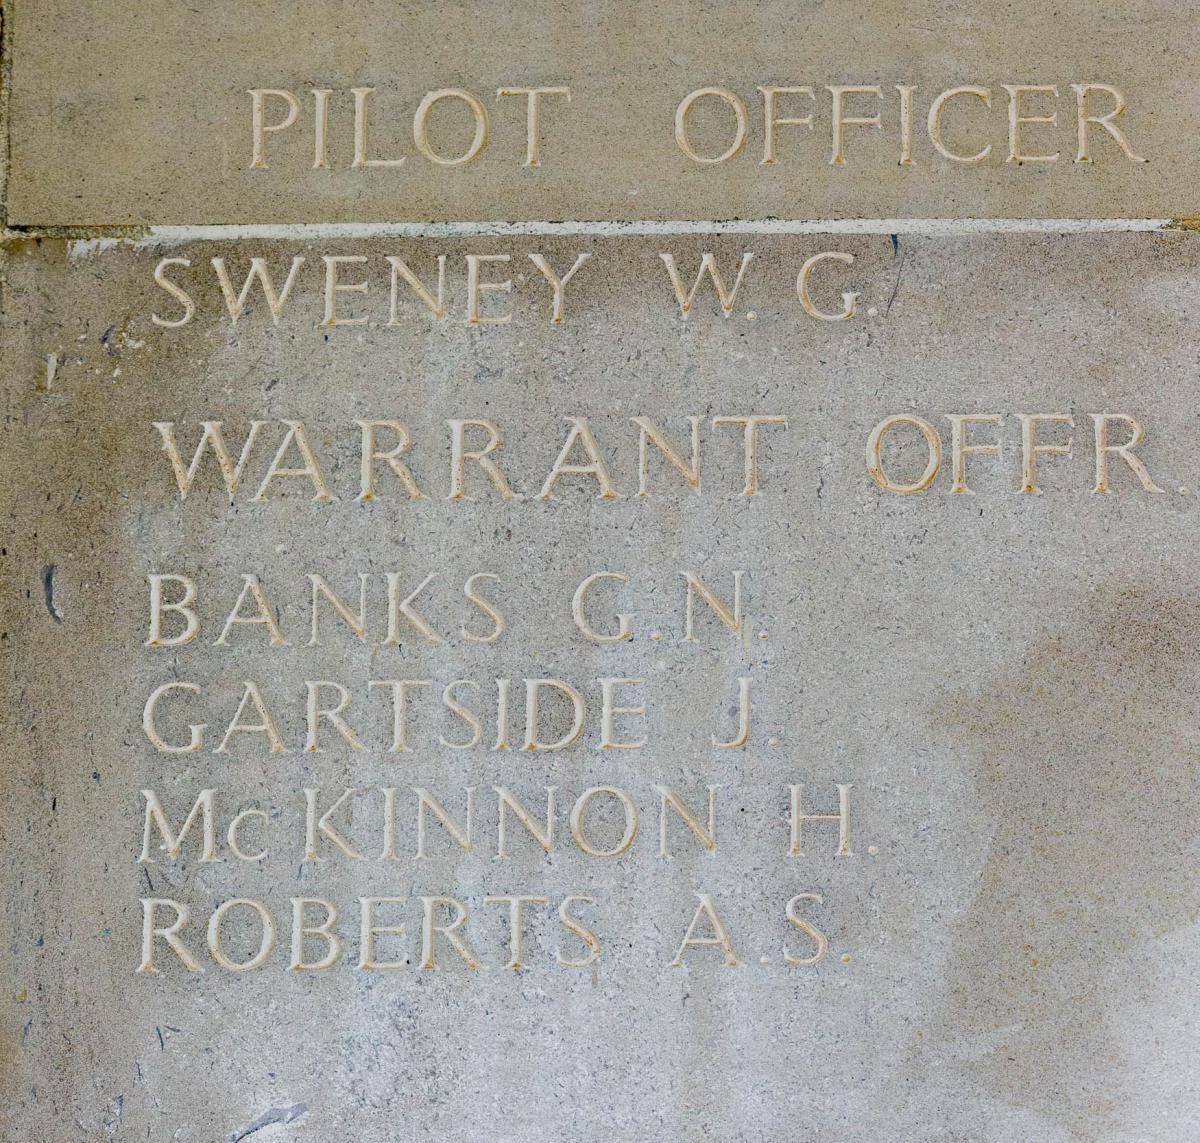 PILOT OFFICER
SWENEY W.G.
WARRANT OFFR.
BANKS G.N.
GARTSIDE J.
McKINNON H.
ROBERTS A.S.